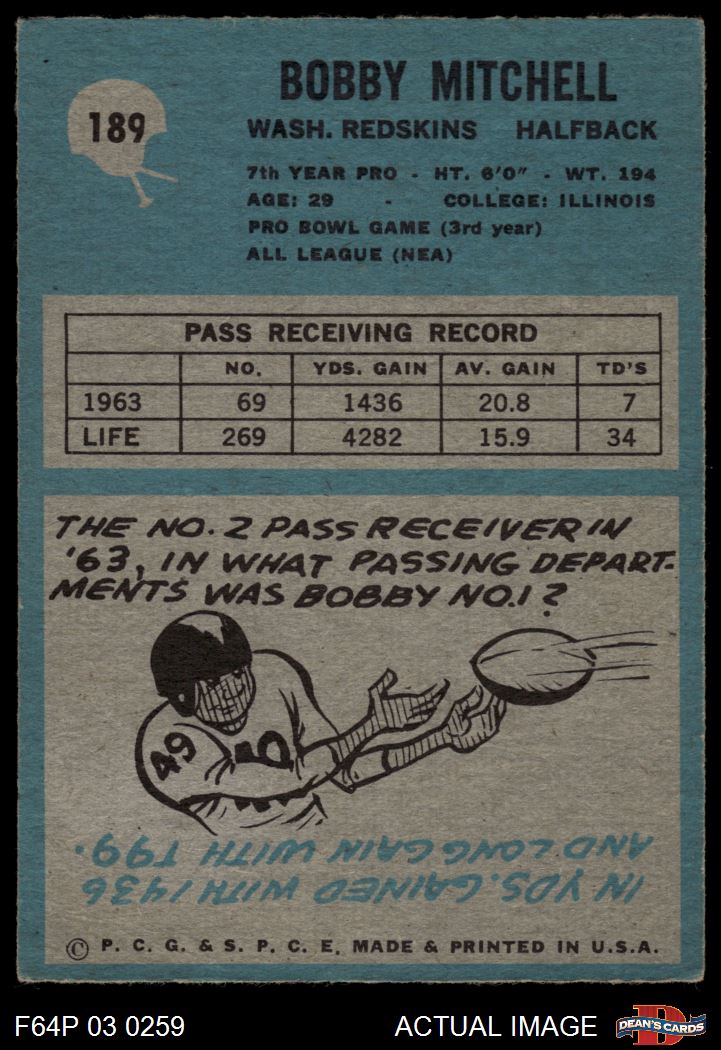 189
BOBBY MITCHELL
WASH. REDSKINS HALFBACK
7th YEAR PRO - HT. 6'0" - WT. 194
AGE: 29 - COLLEGE: ILLINOIS
PRO BOWL GAME (3rd year)
ALL LEAGUE (NEA)
PASS RECEIVING RECORD
NO. YDS. GAIN AV. GAIN TD'S
1963 69 1436 20.8 7
LIFE 269 4282 15.9 34
THE NO. 2 PASS RECEIVER IN
'63, IN WHAT PASSING DEPART-
MENTS WAS BOBBY NO.1?
49
IN YDS. GAINED WITH 1436
AND LONG GAIN WITH T99.
© P. C. G. & S. P. C. E. MADE & PRINTED IN U.S.A.
F64P 03 0259 ACTUAL IMAGE
D
DEAN'S CARDS